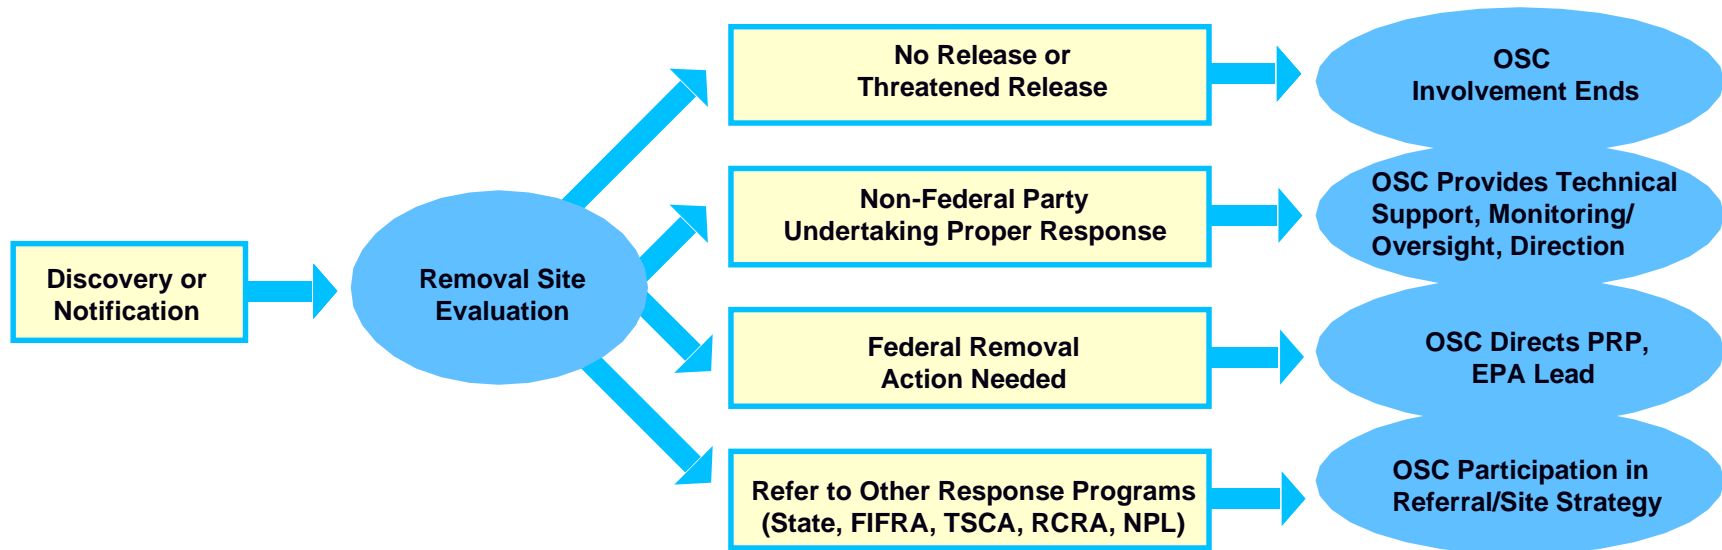 Discovery or
Notification
Removal Site
Evaluation
No Release or
Threatened Release
OSC
Involvement Ends
Non-Federal Party
Undertaking Proper Response
OSC Provides Technical
Support, Monitoring/
Oversight, Direction
Federal Removal
Action Needed
OSC Directs PRP,
EPA Lead
Refer to Other Response Programs
(State, FIFRA, TSCA, RCRA, NPL)
OSC Participation in
Referral/Site Strategy